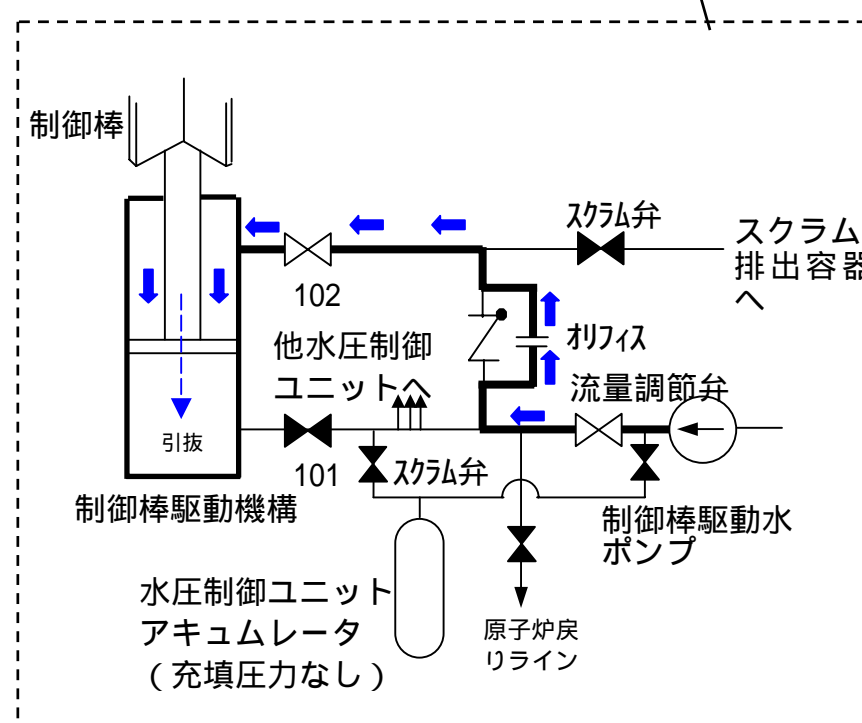 制御棒
スクラム弁
スクラム
排出容器
へ
102
他水圧制御
ユニットへ
オリフィス
流量調節弁
引抜
101
スクラム弁
制御棒駆動機構
制御棒駆動水
ポンプ
水圧制御ユニット
アキュムレータ
（充填圧力なし）
原子炉戻
りライン